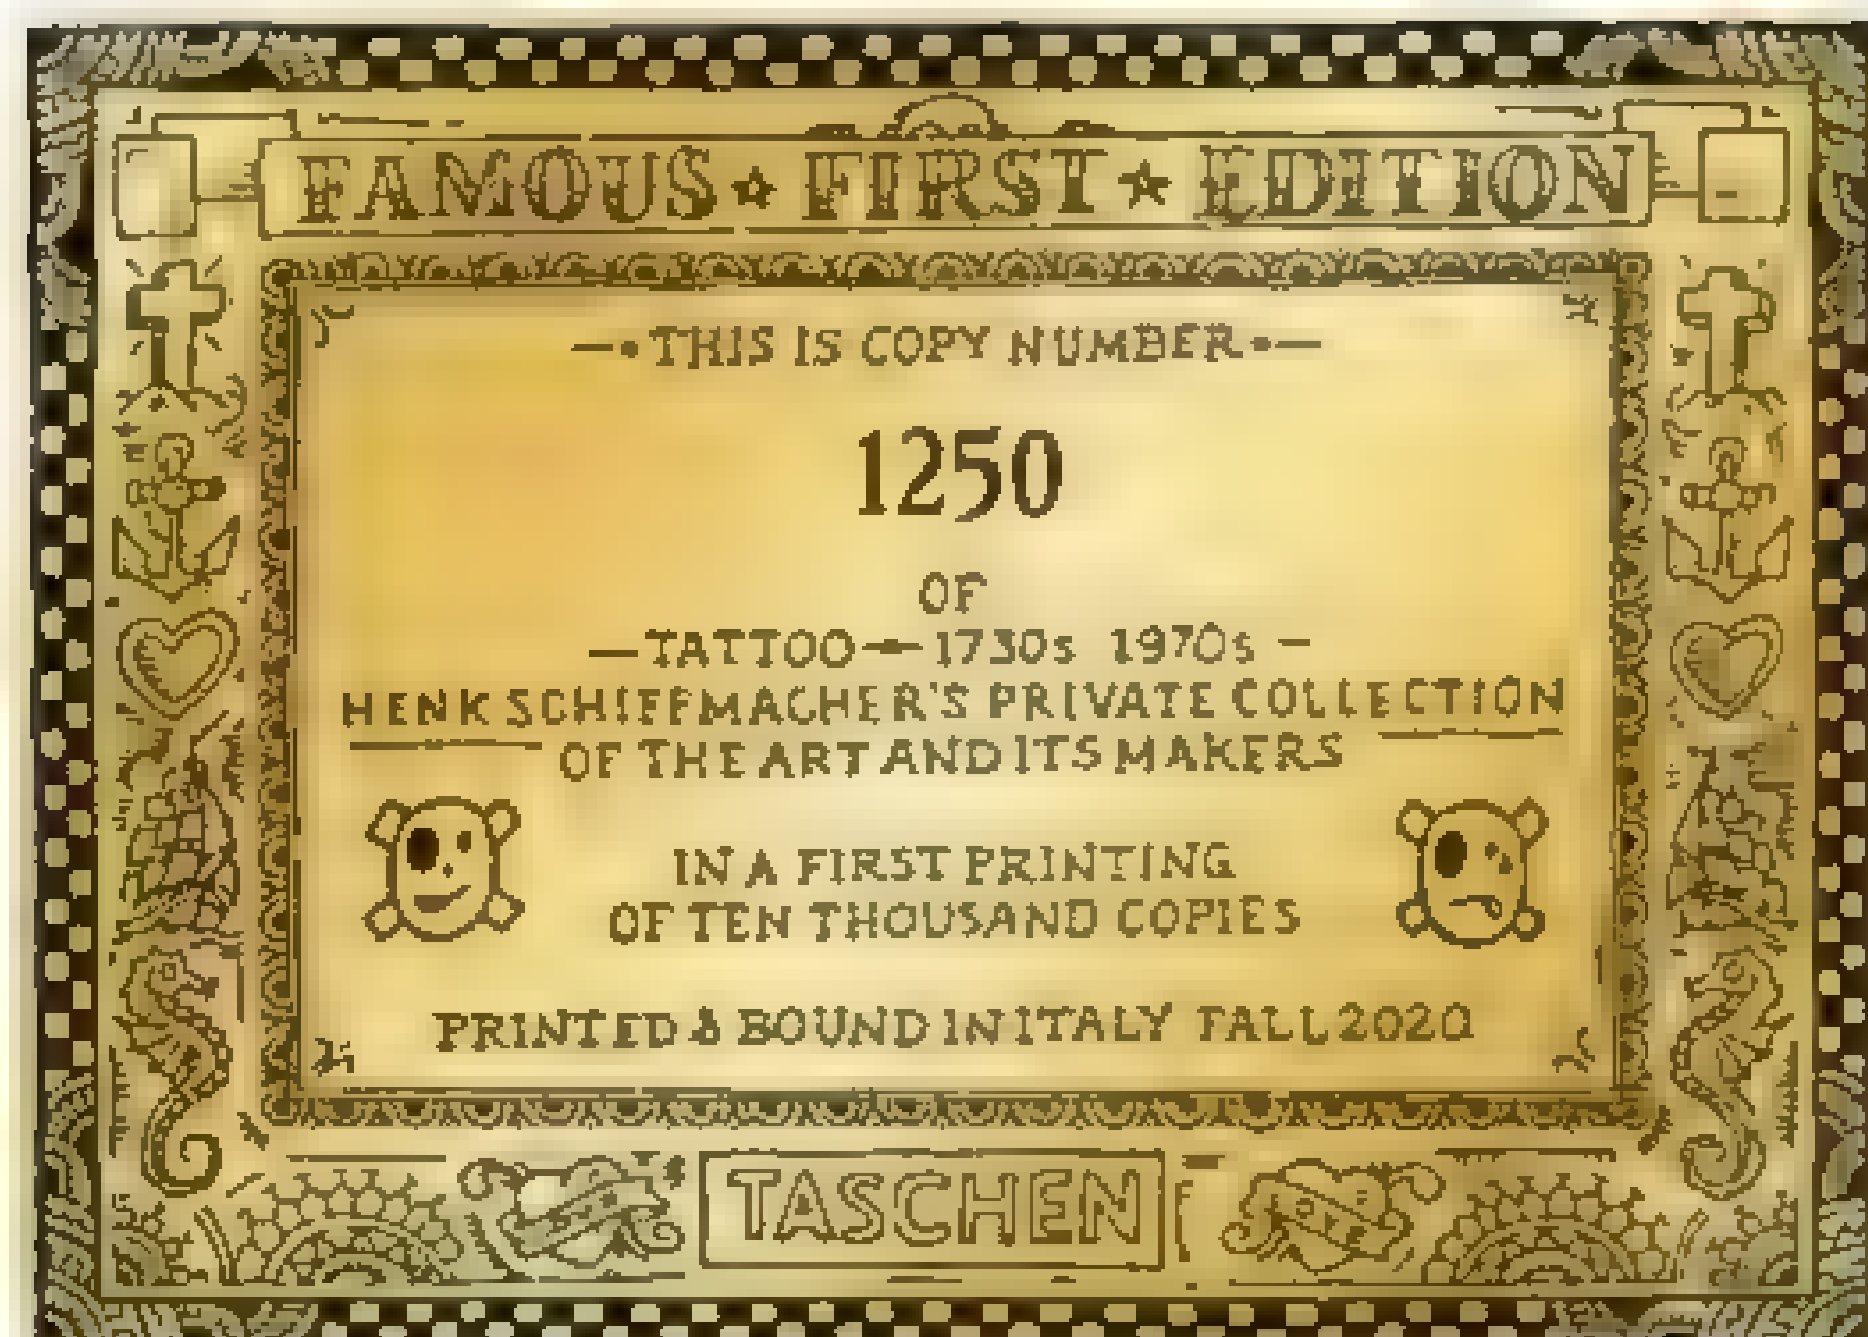 FAMOUS ★ FIRST ★ EDITION
—•THIS IS COPY NUMBER•—
1250
OF
—TATTOO—1730s 1970s—
HENK SCHIFFMACHER'S PRIVATE COLLECTION
OF THE ART AND ITS MAKERS
IN A FIRST PRINTING
OF TEN THOUSAND COPIES
PRINTED & BOUND IN ITALY FALL 2020
TASCHEN